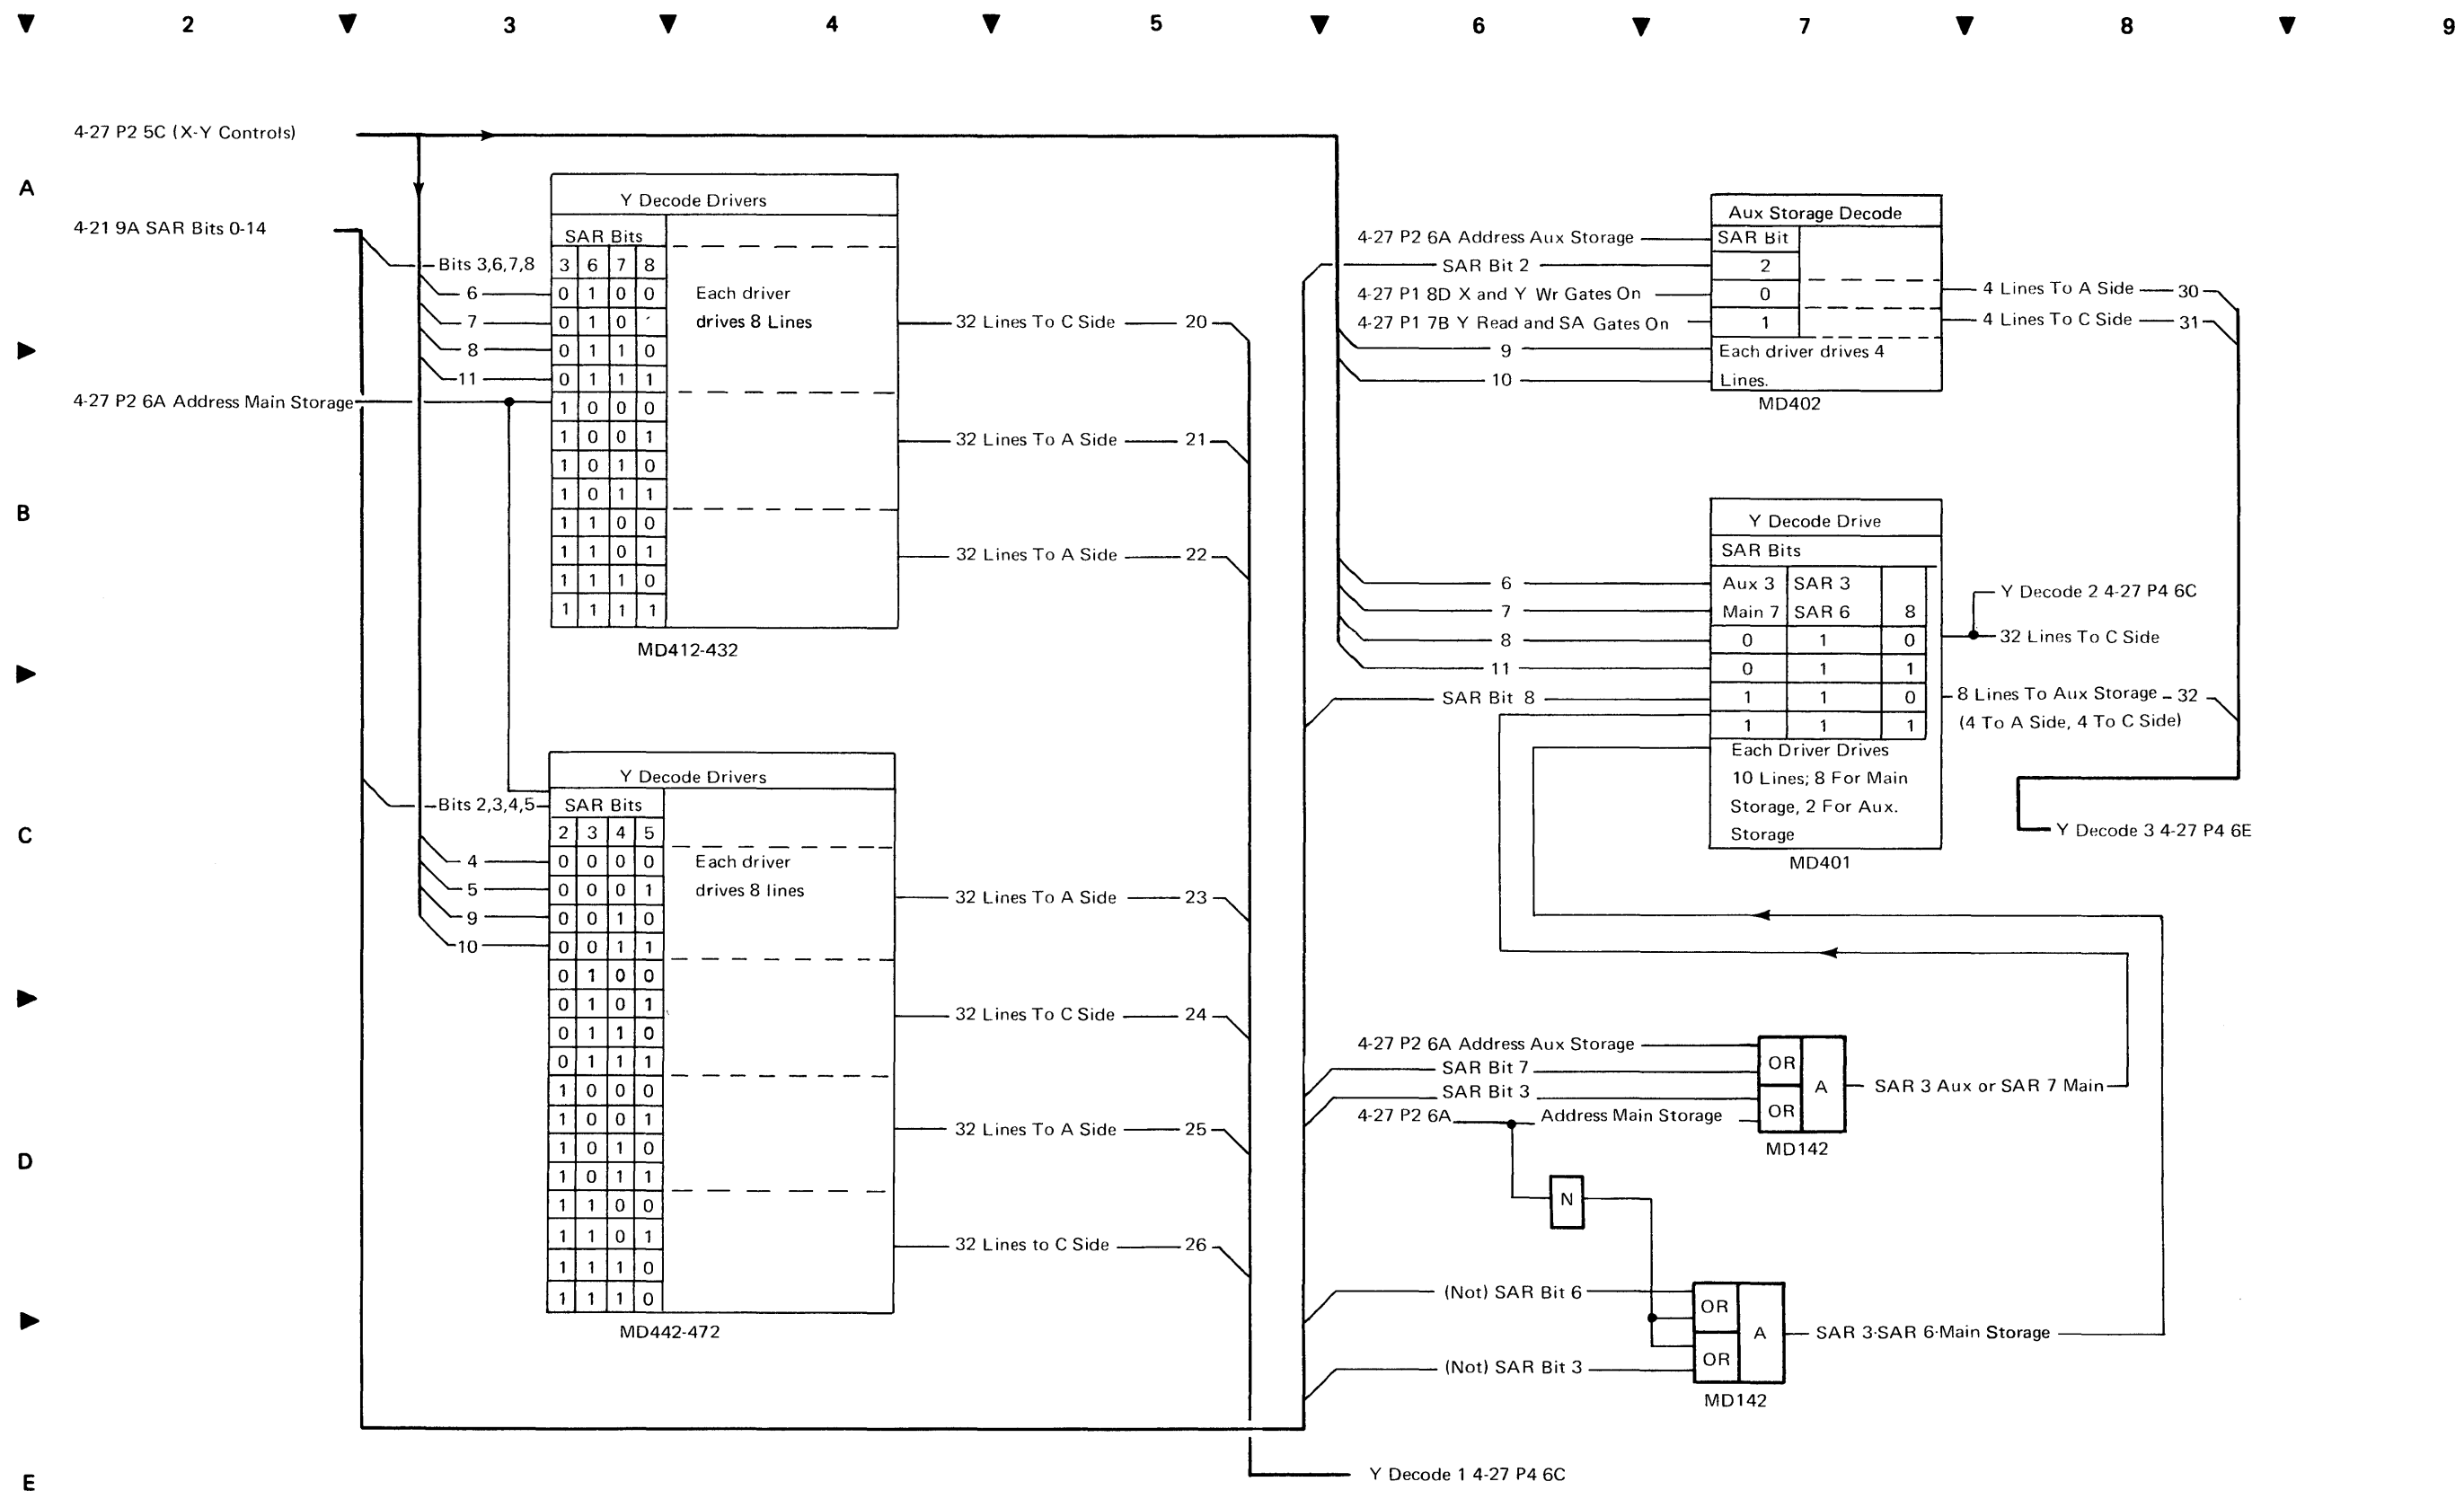 2 3 4 5 6 7 8 9
A
B
C
D
E
4-27 P2 5C (X-Y Controls)
4-21 9A SAR Bits 0-14
4-27 P2 6A Address Main Storage
Y Decode Drivers
SAR Bits
Bits 3,6,7,8
3 6 7 8
6
0 1 0 0
7
0 1 0
8
0 1 1 0
11
0 1 1 1
1 0 0 0
1 0 0 1
1 0 1 0
1 0 1 1
1 1 0 0
1 1 0 1
1 1 1 0
1 1 1 1
Each driver
drives 8 Lines
MD412-432
32 Lines To C Side 20
32 Lines To A Side 21
32 Lines To A Side 22
Y Decode Drivers
Bits 2,3,4,5
SAR Bits
2 3 4 5
4
0 0 0 0
5
0 0 0 1
9
0 0 1 0
10
0 0 1 1
0 1 0 0
0 1 0 1
0 1 1 0
0 1 1 1
1 0 0 0
1 0 0 1
1 0 1 0
1 0 1 1
1 1 0 0
1 1 0 1
1 1 1 0
1 1 1 0
Each driver
drives 8 lines
MD442-472
32 Lines To A Side 23
32 Lines To C Side 24
32 Lines To A Side 25
32 Lines to C Side 26
Y Decode 1 4-27 P4 6C
Aux Storage Decode
4-27 P2 6A Address Aux Storage
SAR Bit
SAR Bit 2
2
4-27 P1 8D X and Y Wr Gates On
0
4-27 P1 7B Y Read and SA Gates On
1
9
Each driver drives 4
10
Lines.
MD402
4 Lines To A Side 30
4 Lines To C Side 31
Y Decode Drive
SAR Bits
6
Aux 3 SAR 3
7
Main 7 SAR 6 8
8
0 1 0
11
0 1 1
SAR Bit 8
1 1 0
1 1 1
Each Driver Drives
10 Lines; 8 For Main
Storage, 2 For Aux.
Storage
MD401
Y Decode 2 4-27 P4 6C
32 Lines To C Side
8 Lines To Aux Storage 32
(4 To A Side, 4 To C Side)
Y Decode 3 4-27 P4 6E
4-27 P2 6A Address Aux Storage
SAR Bit 7
SAR Bit 3
4-27 P2 6A Address Main Storage
OR
OR
A
SAR 3 Aux or SAR 7 Main
MD142
N
(Not) SAR Bit 6
(Not) SAR Bit 3
OR
OR
A
SAR 3·SAR 6·Main Storage
MD142